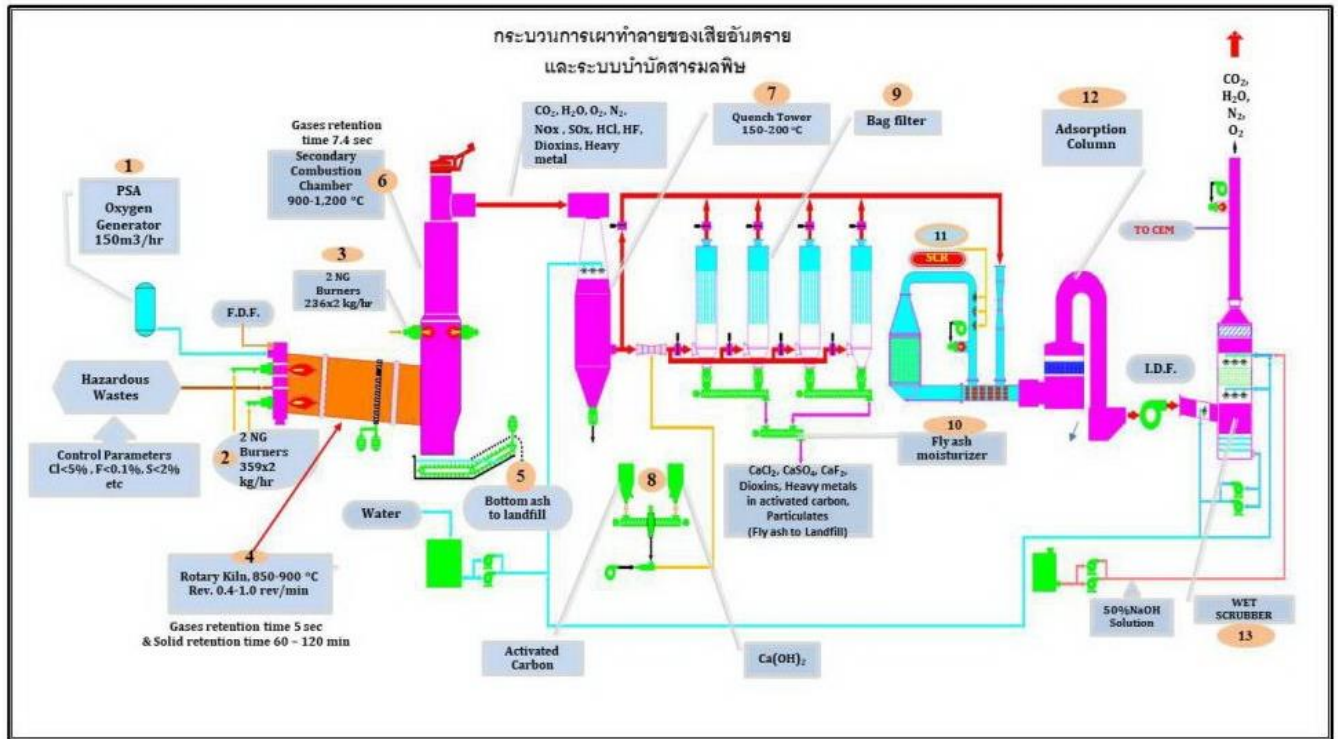 กระบวนการเผาทำลายของเสียอันตราย
และระบบบำบัดสารมลพิษ
1
PSA
Oxygen
Generator
150m3/hr
F.D.F.
Hazardous
Wastes
Control Parameters
Cl<5% , F<0.1%, S<2%
etc
2
2 NG
Burners
359x2
kg/hr
3
2 NG
Burners
236x2 kg/hr
4
Rotary Kiln, 850-900 °C
Rev. 0.4-1.0 rev/min
Gases retention time 5 sec
& Solid retention time 60 – 120 min
5
Bottom ash
to landfill
Gases retention
time 7.4 sec
Secondary
Combustion
Chamber
900-1,200 °C
6
CO2, H2O, O2, N2,
Nox , SOx, HCl, HF,
Dioxins, Heavy
metal
7
Quench Tower
150-200 °C
Water
8
Activated
Carbon
Ca(OH)2
9
Bag filter
10
Fly ash
moisturizer
CaCl2, CaSO4, CaF2,
Dioxins, Heavy metals
in activated carbon,
Particulates
(Fly ash to Landfill)
11
SCR
12
Adsorption
Column
I.D.F.
TO CEM
CO2,
H2O,
N2,
O2
50%NaOH
Solution
WET
SCRUBBER
13